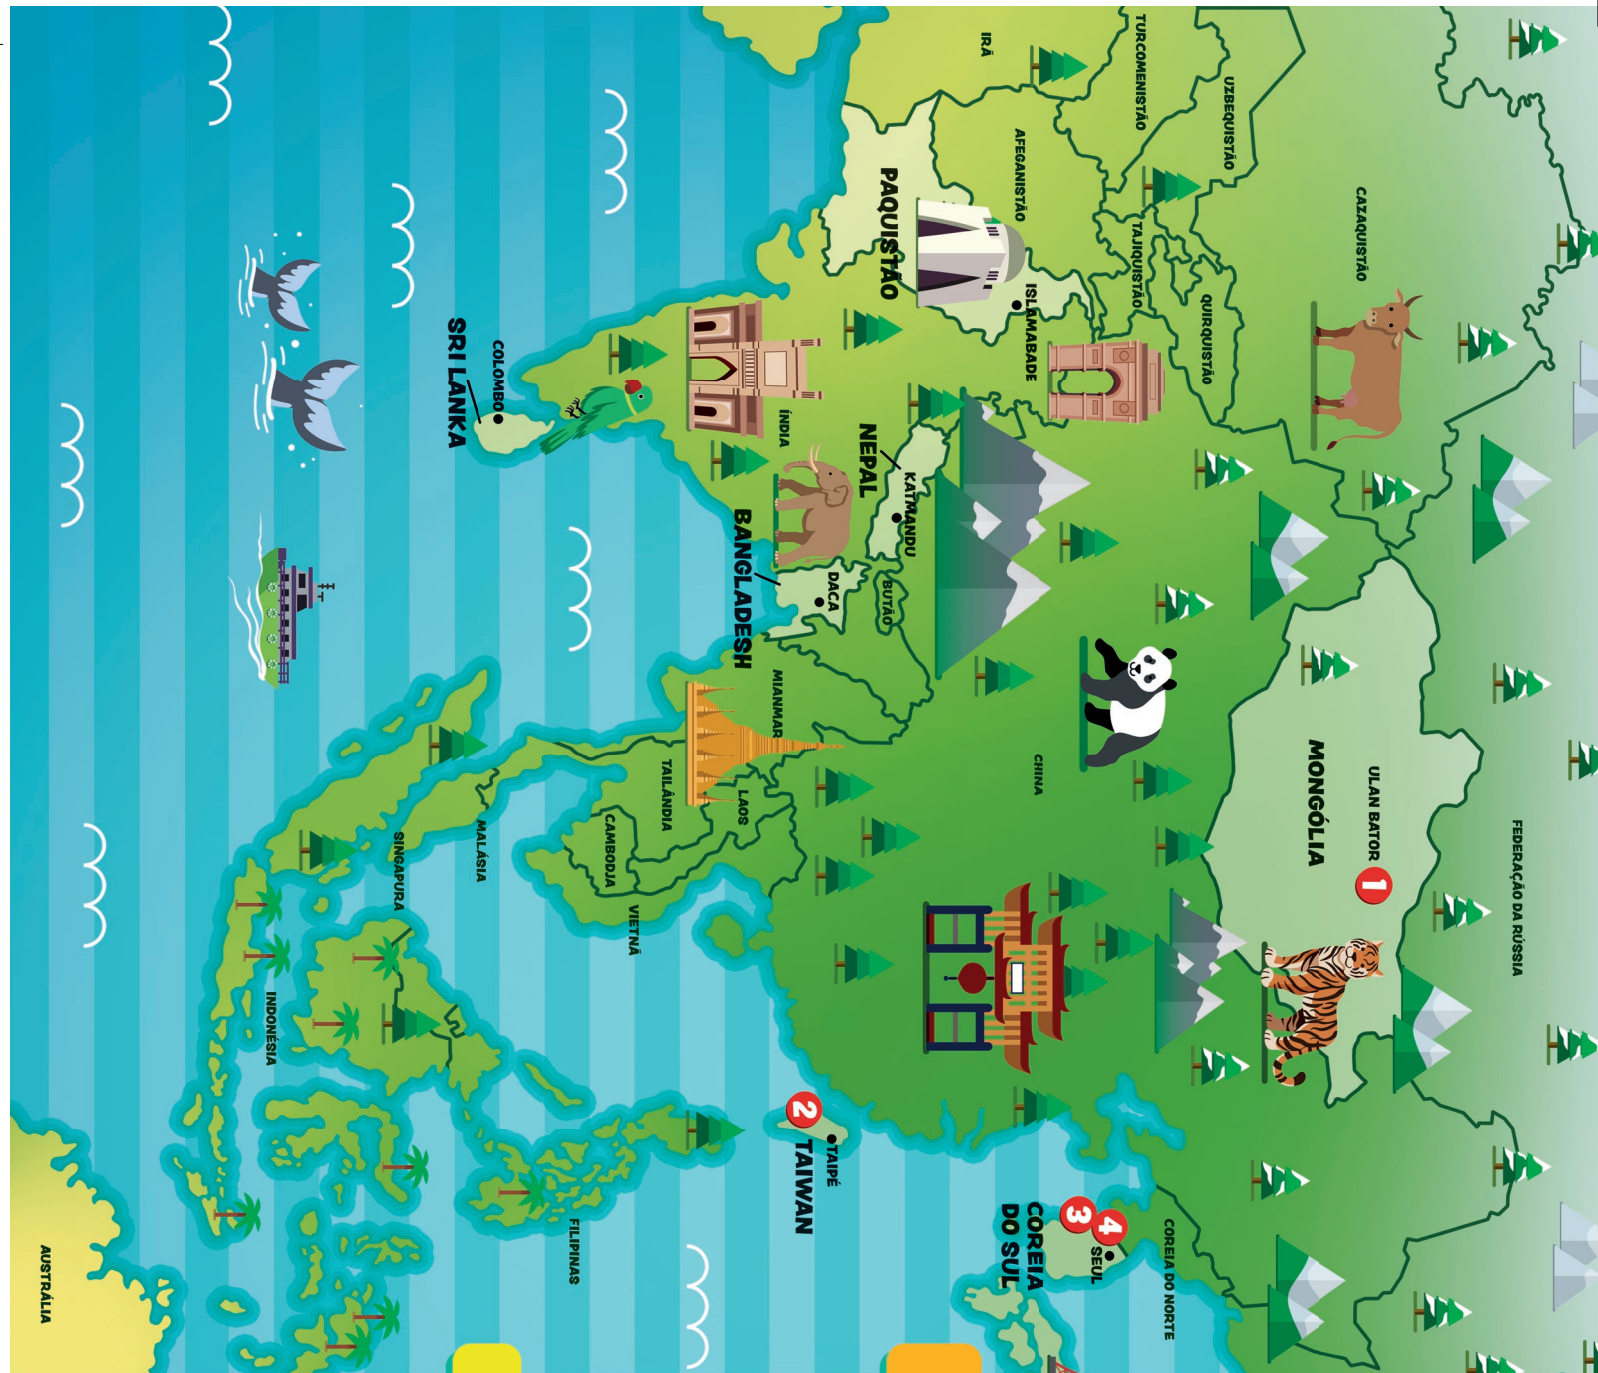 FEDERAÇÃO DA RÚSSIA
CAZAQUISTÃO
ULAN BATOR
1
MONGÓLIA
UZBEQUISTÃO
QUIRQUISTÃO
TURCOMENISTÃO
TAJIQUISTÃO
COREIA DO NORTE
4
SEUL
3
COREIA
DO SUL
CHINA
IRÃ
AFEGANISTÃO
ISLAMABADE
PAQUISTÃO
KATMANDU
NEPAL
BUTÃO
DACA
BANGLADESH
TAIPÉ
2
TAIWAN
ÍNDIA
MIANMAR
LAOS
TAILÂNDIA
VIETNÃ
CAMBODJA
FILIPINAS
COLOMBO
SRI LANKA
MALÁSIA
SINGAPURA
INDONÉSIA
AUSTRÁLIA